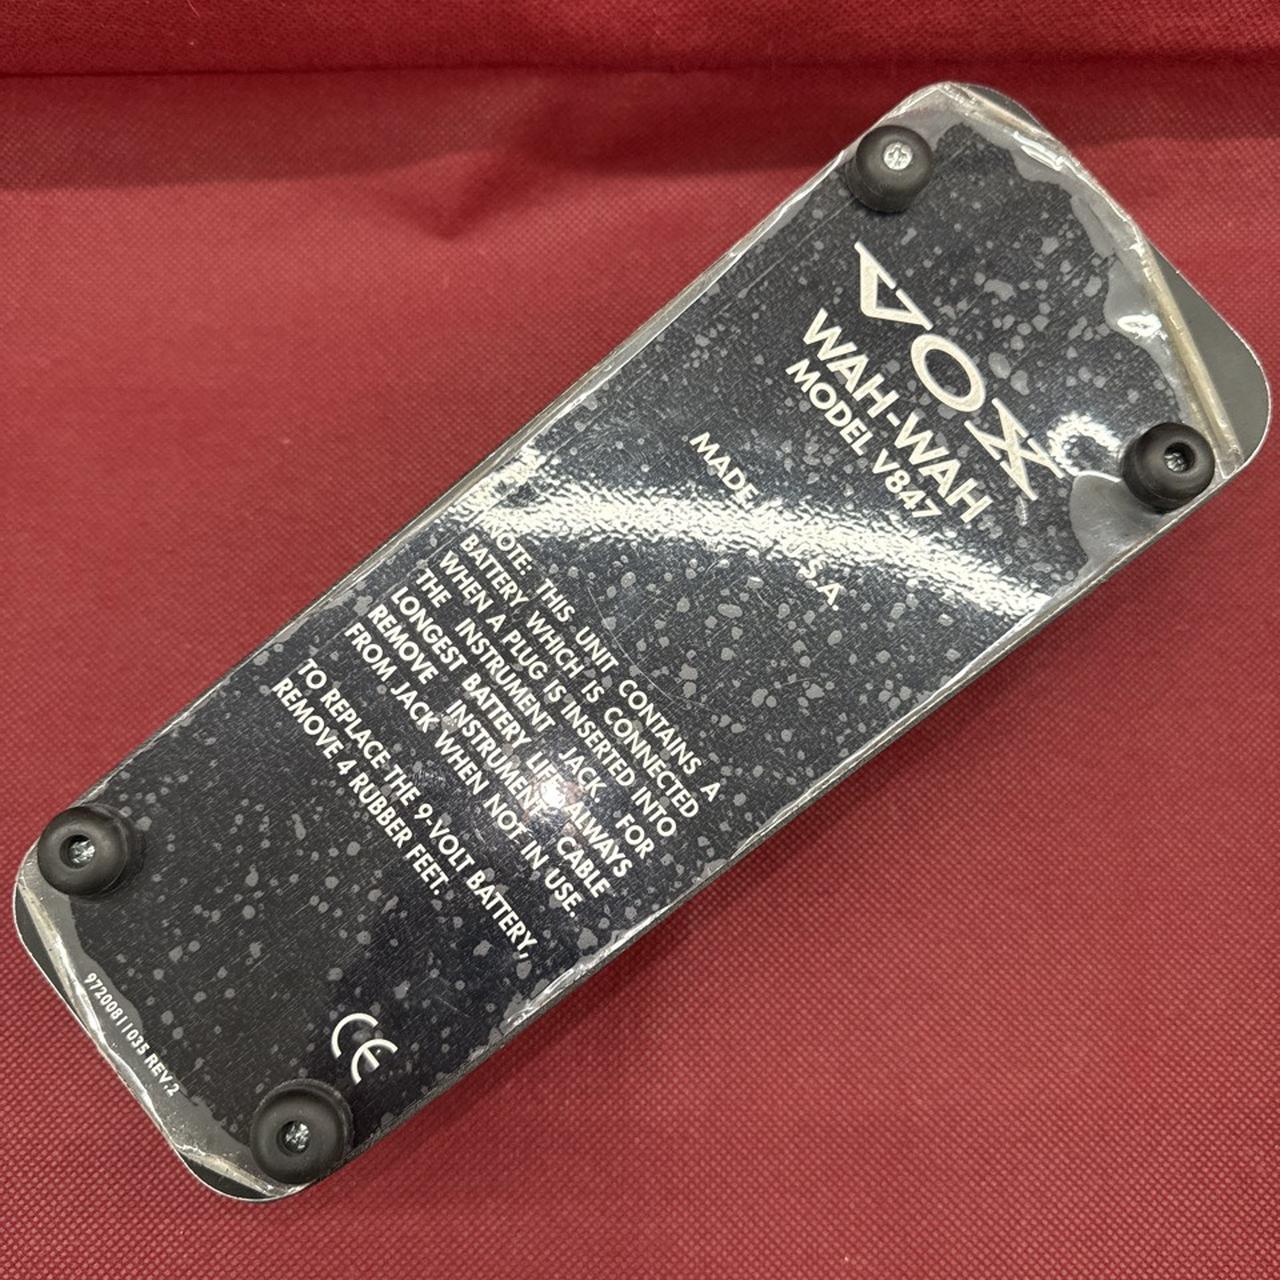 VOX
WAH-WAH
MODEL V847
MADE U.S.A.
NOTE: THIS UNIT CONTAINS A
BATTERY WHICH IS CONNECTED
WHEN A PLUG IS INSERTED INTO
THE INSTRUMENT JACK FOR
LONGEST BATTERY LIFE ALWAYS
REMOVE INSTRUMENT CABLE
FROM JACK WHEN NOT IN USE.
TO REPLACE THE 9-VOLT BATTERY,
REMOVE 4 RUBBER FEET.
CE
97200811035 REV.2